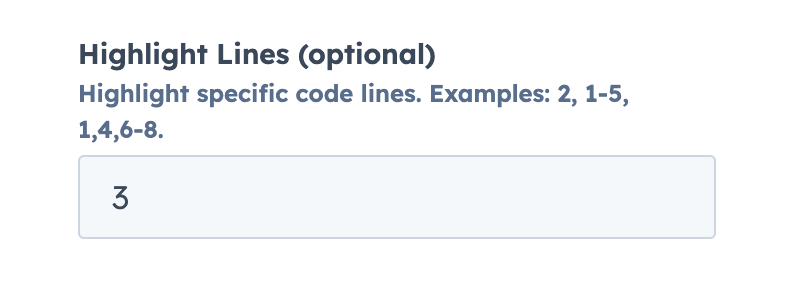 Highlight Lines (optional)
Highlight specific code lines. Examples: 2, 1-5,
1,4,6-8.
3